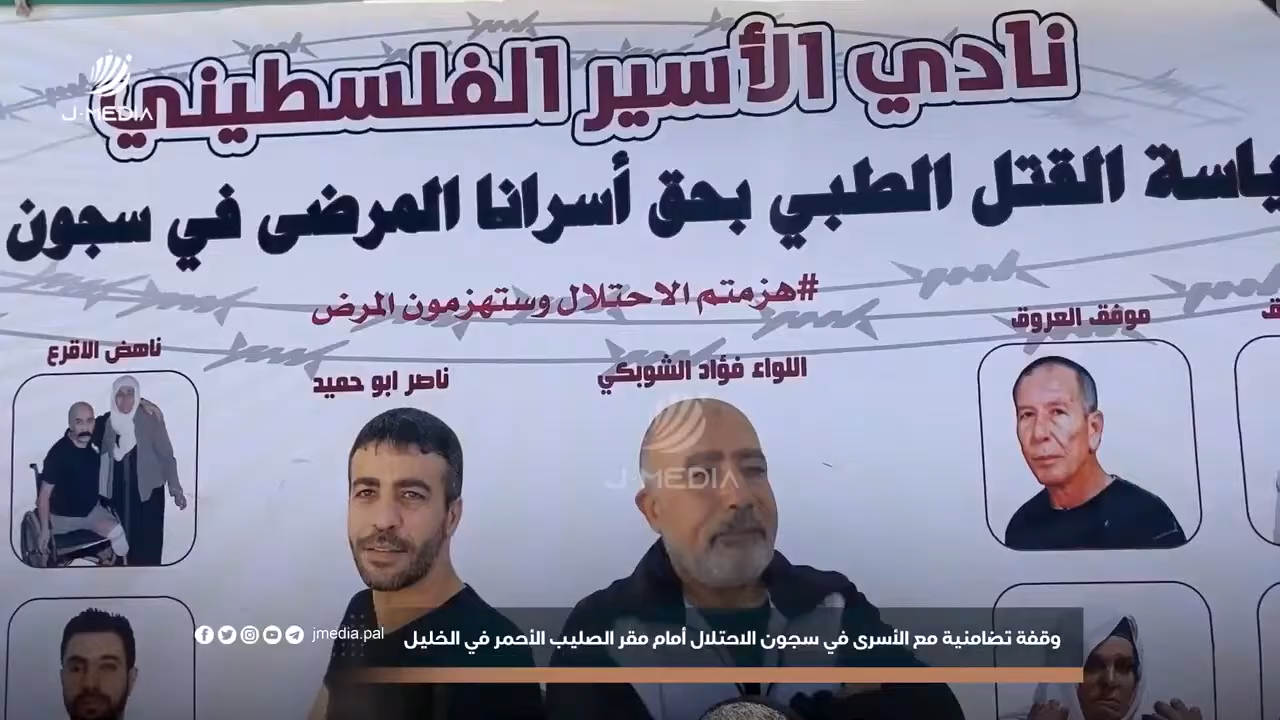 نادي الأسير الفلسطيني
ياسة القتل الطبي بحق أسرانا المرضى في سجون
#هزمتم الاحتلال وستهزمون المرض
موفق العروق
اللواء فؤاد الشوبكي
ناصر ابو حميد
ناهض الاقرع
J-MEDIA
J-MEDIA
وقفة تضامنية مع الأسرى في سجون الاحتلال أمام مقر الصليب الأحمر في الخليل
jmedia.pal